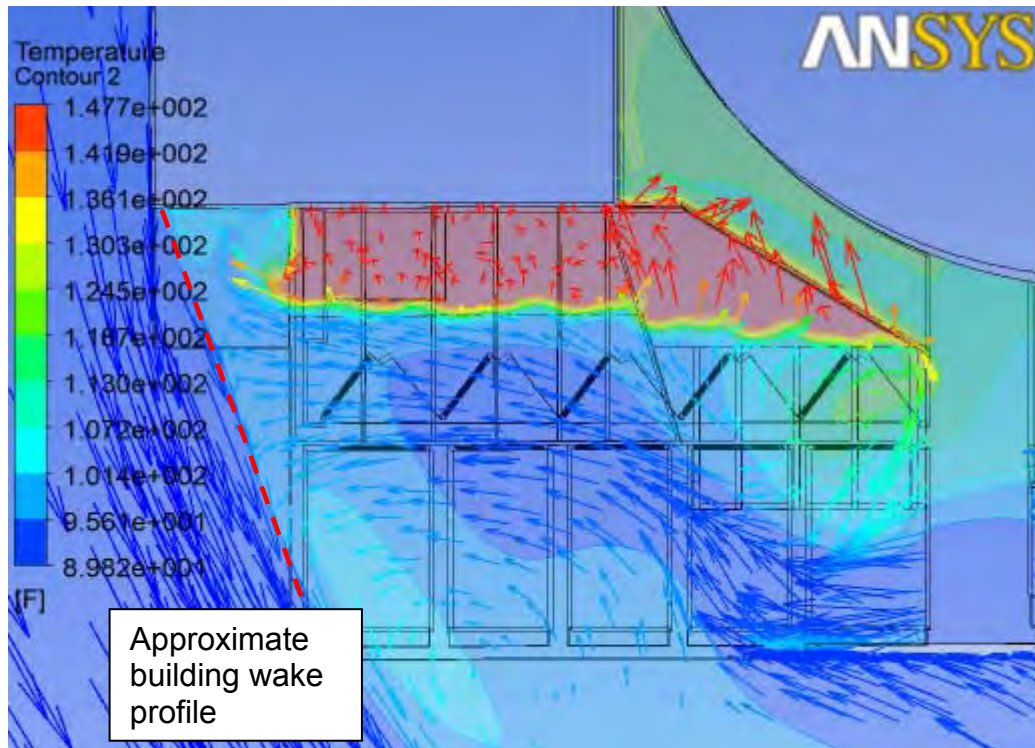 ANSYS
Temperature
Contour 2
1.477e+002
1.419e+002
1.361e+002
1.303e+002
1.245e+002
1.187e+002
1.130e+002
1.072e+002
1.014e+002
9.561e+001
8.982e+001
[F]
Approximate
building wake
profile